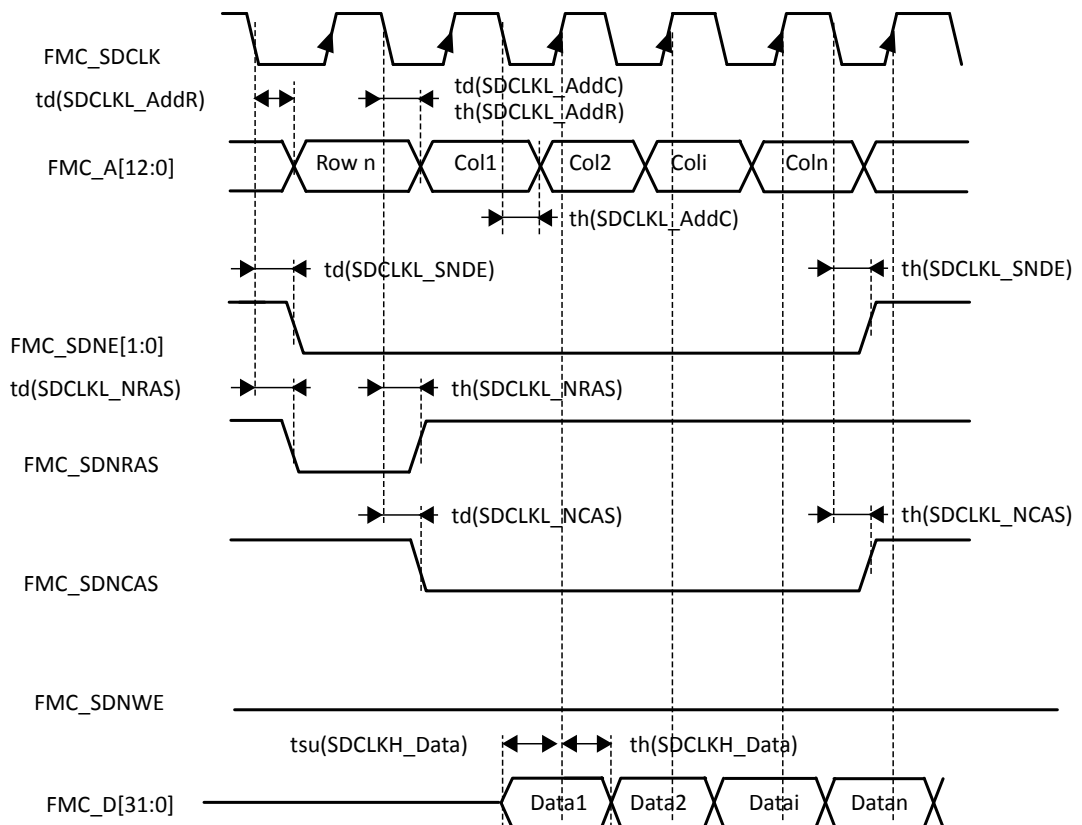 FMC_SDCLK
td(SDCLKL_AddR)
td(SDCLKL_AddC)
th(SDCLKL_AddR)
FMC_A[12:0]
Row n
Col1
Col2
Coli
Coln
th(SDCLKL_AddC)
td(SDCLKL_SNDE)
th(SDCLKL_SNDE)
FMC_SDNE[1:0]
td(SDCLKL_NRAS)
th(SDCLKL_NRAS)
FMC_SDNRAS
td(SDCLKL_NCAS)
th(SDCLKL_NCAS)
FMC_SDNCAS
FMC_SDNWE
tsu(SDCLKH_Data)
th(SDCLKH_Data)
FMC_D[31:0]
Data1
Data2
Datai
Datan